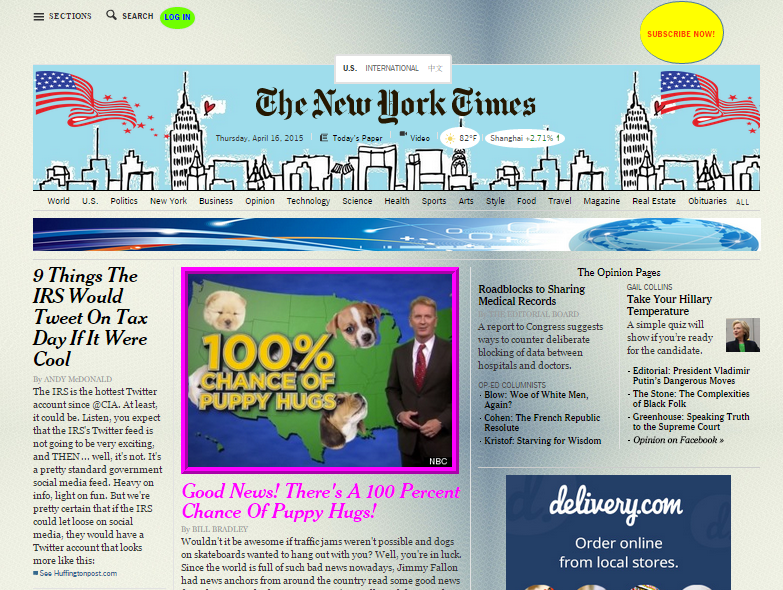 SECTIONS SEARCH LOG IN
SUBSCRIBE NOW!
U.S. INTERNATIONAL 中文
The New York Times
Thursday, April 16, 2015 Today's Paper Video 82°F Shanghai +2.71% ↑
World U.S. Politics New York Business Opinion Technology Science Health Sports Arts Style Food Travel Magazine Real Estate Obituaries ALL
9 Things The
IRS Would
Tweet On Tax
Day If It Were
Cool
By ANDY McDONALD
The IRS is the hottest Twitter
account since @CIA. At least,
it could be. Listen, you expect
that the IRS's Twitter feed is
not going to be very exciting,
and THEN ... well, it's not. It's
a pretty standard government
social media feed. Heavy on
info, light on fun. But we're
pretty certain that if the IRS
could let loose on social
media, they would have a
Twitter account that looks
more like this:
See Huffingtonpost.com
100%
CHANCE OF
PUPPY HUGS
NBC
Good News! There's A 100 Percent
Chance Of Puppy Hugs!
By BILL BRADLEY
Wouldn't it be awesome if traffic jams weren't possible and dogs
on skateboards wanted to hang out with you? Well, you're in luck.
Since the world is full of such bad news nowadays, Jimmy Fallon
had news anchors from around the country read some good news
The Opinion Pages
Roadblocks to Sharing
Medical Records
By THE EDITORIAL BOARD
A report to Congress suggests
ways to counter deliberate
blocking of data between
hospitals and doctors.
OP-ED COLUMNISTS
· Blow: Woe of White Men,
Again?
· Cohen: The French Republic
Resolute
· Kristof: Starving for Wisdom
GAIL COLLINS
Take Your Hillary
Temperature
A simple quiz will
show if you're ready
for the candidate.
· Editorial: President Vladimir
Putin's Dangerous Moves
· The Stone: The Complexities
of Black Folk
· Greenhouse: Speaking Truth
to the Supreme Court
· Opinion on Facebook »
delivery.com
Order online
from local stores.